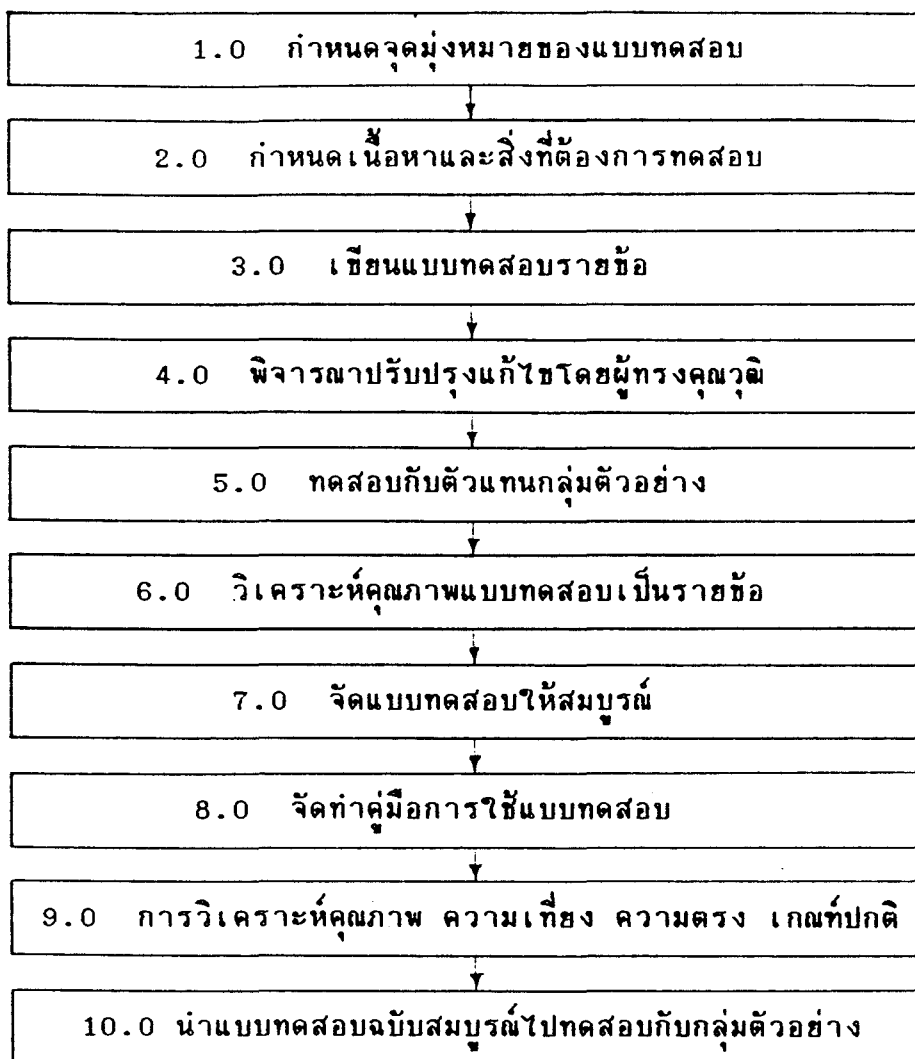 1.0 กำหนดจุดมุ่งหมายของแบบทดสอบ
2.0 กำหนดเนื้อหาและสิ่งที่ต้องการทดสอบ
3.0 เขียนแบบทดสอบรายข้อ
4.0 พิจารณาปรับปรุงแก้ไขโดยผู้ทรงคุณวุฒิ
5.0 ทดสอบกับตัวแทนกลุ่มตัวอย่าง
6.0 วิเคราะห์คุณภาพแบบทดสอบเป็นรายข้อ
7.0 จัดแบบทดสอบให้สมบูรณ์
8.0 จัดทำคู่มือการใช้แบบทดสอบ
9.0 การวิเคราะห์คุณภาพ ความเที่ยง ความตรง เกณท์ปกติ
10.0 นำแบบทดสอบฉบับสมบูรณ์ไปทดสอบกับกลุ่มตัวอย่าง